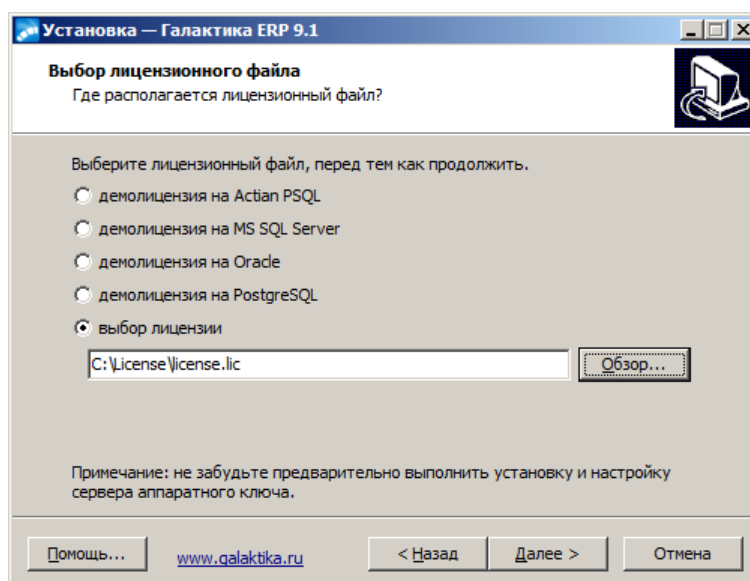 Установка — Галактика ERP 9.1
Выбор лицензионного файла
Где располагается лицензионный файл?
Выберите лицензионный файл, перед тем как продолжить.
демолицензия на Actian PSQL
демолицензия на MS SQL Server
демолицензия на Oracle
демолицензия на PostgreSQL
выбор лицензии
C:\License\license.lic
Обзор...
Примечание: не забудьте предварительно выполнить установку и настройку
сервера аппаратного ключа.
Помощь... www.galaktika.ru < Назад Далее > Отмена